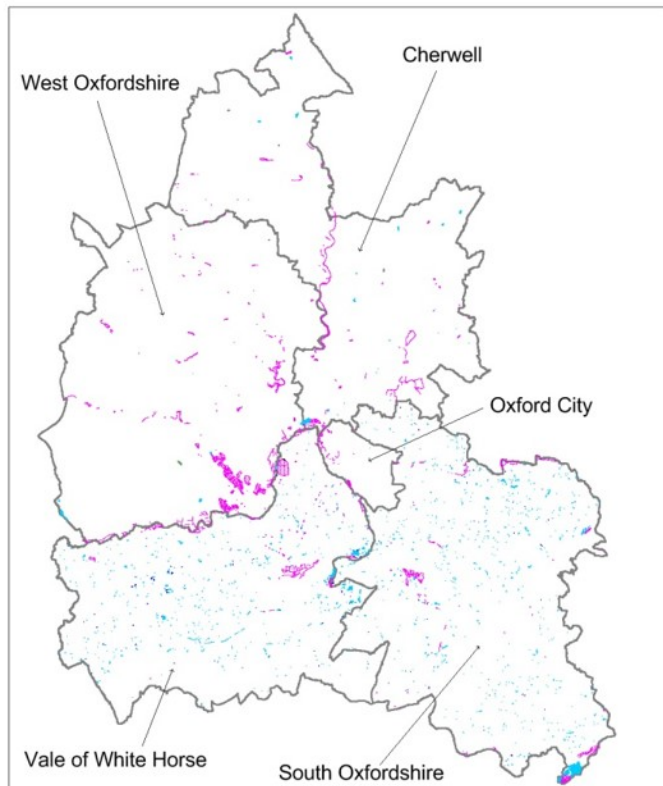 West Oxfordshire
Cherwell
Oxford City
Vale of White Horse
South Oxfordshire